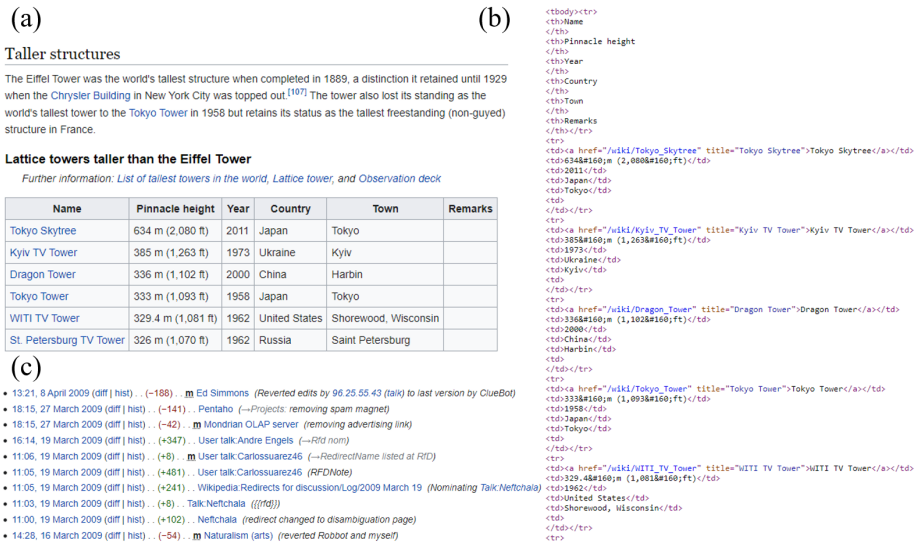 (a)
Taller structures
The Eiffel Tower was the world's tallest structure when completed in 1889, a distinction it retained until 1929
when the Chrysler Building in New York City was topped out.[107] The tower also lost its standing as the
world's tallest tower to the Tokyo Tower in 1958 but retains its status as the tallest freestanding (non-guyed)
structure in France.
Lattice towers taller than the Eiffel Tower
Further information: List of tallest towers in the world, Lattice tower, and Observation deck
Name Pinnacle height Year Country Town Remarks
Tokyo Skytree 634 m (2,080 ft) 2011 Japan Tokyo
Kyiv TV Tower 385 m (1,263 ft) 1973 Ukraine Kyiv
Dragon Tower 336 m (1,102 ft) 2000 China Harbin
Tokyo Tower 333 m (1,093 ft) 1958 Japan Tokyo
WITI TV Tower 329.4 m (1,081 ft) 1962 United States Shorewood, Wisconsin
St. Petersburg TV Tower 326 m (1,070 ft) 1962 Russia Saint Petersburg
(c)
• 13:21, 8 April 2009 (diff | hist) . . (−188) . . m Ed Simmons (Reverted edits by 96.25.55.43 (talk) to last version by ClueBot)
• 18:15, 27 March 2009 (diff | hist) . . (−141) . . Pentaho (→Projects: removing spam magnet)
• 18:15, 27 March 2009 (diff | hist) . . (−42) . . m Mondrian OLAP server (removing advertising link)
• 16:14, 19 March 2009 (diff | hist) . . (+347) . . User talk:Andre Engels (→Rfd nom)
• 11:06, 19 March 2009 (diff | hist) . . (+8) . . m User talk:Carlossuarez46 (→RedirectName listed at RfD)
• 11:05, 19 March 2009 (diff | hist) . . (+481) . . User talk:Carlossuarez46 (RFDNote)
• 11:05, 19 March 2009 (diff | hist) . . (+241) . . Wikipedia:Redirects for discussion/Log/2009 March 19 (Nominating Talk:Neftchala)
• 11:03, 19 March 2009 (diff | hist) . . (+8) . . Talk:Neftchala ({{rfd}})
• 11:00, 19 March 2009 (diff | hist) . . (+102) . . Neftchala (redirect changed to disambiguation page)
• 14:28, 16 March 2009 (diff | hist) . . (−54) . . m Naturalism (arts) (reverted Robbot and myself)
(b)
<tbody><tr>
<th>Name
</th>
<th>Pinnacle height
</th>
<th>Year
</th>
<th>Country
</th>
<th>Town
</th>
<th>Remarks
</th></tr>
<tr>
<td><a href="/wiki/Tokyo_Skytree" title="Tokyo Skytree">Tokyo Skytree</a></td>
<td>634&#160;m (2,080&#160;ft)</td>
<td>2011</td>
<td>Japan</td>
<td>Tokyo</td>
<td>
</td></tr>
<tr>
<td><a href="/wiki/Kyiv_TV_Tower" title="Kyiv TV Tower">Kyiv TV Tower</a></td>
<td>385&#160;m (1,263&#160;ft)</td>
<td>1973</td>
<td>Ukraine</td>
<td>Kyiv</td>
<td>
</td></tr>
<tr>
<td><a href="/wiki/Dragon_Tower" title="Dragon Tower">Dragon Tower</a></td>
<td>336&#160;m (1,102&#160;ft)</td>
<td>2000</td>
<td>China</td>
<td>Harbin</td>
<td>
</td></tr>
<tr>
<td><a href="/wiki/Tokyo_Tower" title="Tokyo Tower">Tokyo Tower</a></td>
<td>333&#160;m (1,093&#160;ft)</td>
<td>1958</td>
<td>Japan</td>
<td>Tokyo</td>
<td>
</td></tr>
<tr>
<td><a href="/wiki/WITI_TV_Tower" title="WITI TV Tower">WITI TV Tower</a></td>
<td>329.4&#160;m (1,081&#160;ft)</td>
<td>1962</td>
<td>United States</td>
<td>Shorewood, Wisconsin</td>
<td>
</td></tr>
<tr>